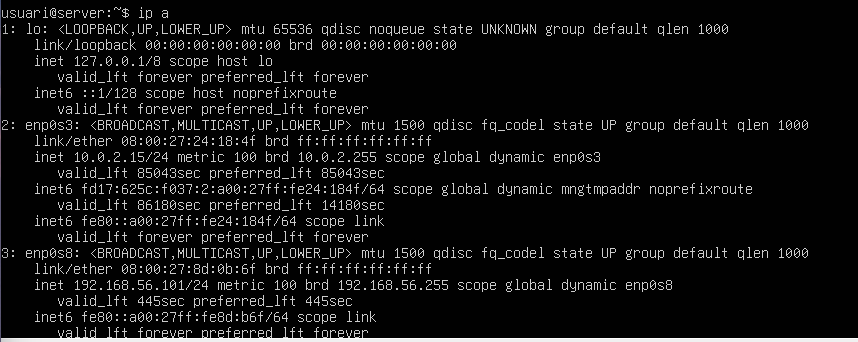 usuari@server:~$ ip a
1: lo: <LOOPBACK,UP,LOWER_UP> mtu 65536 qdisc noqueue state UNKNOWN group default qlen 1000
    link/loopback 00:00:00:00:00:00 brd 00:00:00:00:00:00
    inet 127.0.0.1/8 scope host lo
       valid_lft forever preferred_lft forever
    inet6 ::1/128 scope host noprefixroute
       valid_lft forever preferred_lft forever
2: enp0s3: <BROADCAST,MULTICAST,UP,LOWER_UP> mtu 1500 qdisc fq_codel state UP group default qlen 1000
    link/ether 08:00:27:24:18:4f brd ff:ff:ff:ff:ff:ff
    inet 10.0.2.15/24 metric 100 brd 10.0.2.255 scope global dynamic enp0s3
       valid_lft 85043sec preferred_lft 85043sec
    inet6 fd17:625c:f037:2:a00:27ff:fe24:184f/64 scope global dynamic mngtmpaddr noprefixroute
       valid_lft 86180sec preferred_lft 14180sec
    inet6 fe80::a00:27ff:fe24:184f/64 scope link
       valid_lft forever preferred_lft forever
3: enp0s8: <BROADCAST,MULTICAST,UP,LOWER_UP> mtu 1500 qdisc fq_codel state UP group default qlen 1000
    link/ether 08:00:27:8d:0b:6f brd ff:ff:ff:ff:ff:ff
    inet 192.168.56.101/24 metric 100 brd 192.168.56.255 scope global dynamic enp0s8
       valid_lft 445sec preferred_lft 445sec
    inet6 fe80::a00:27ff:fe8d:b6f/64 scope link
       valid_lft forever preferred_lft forever